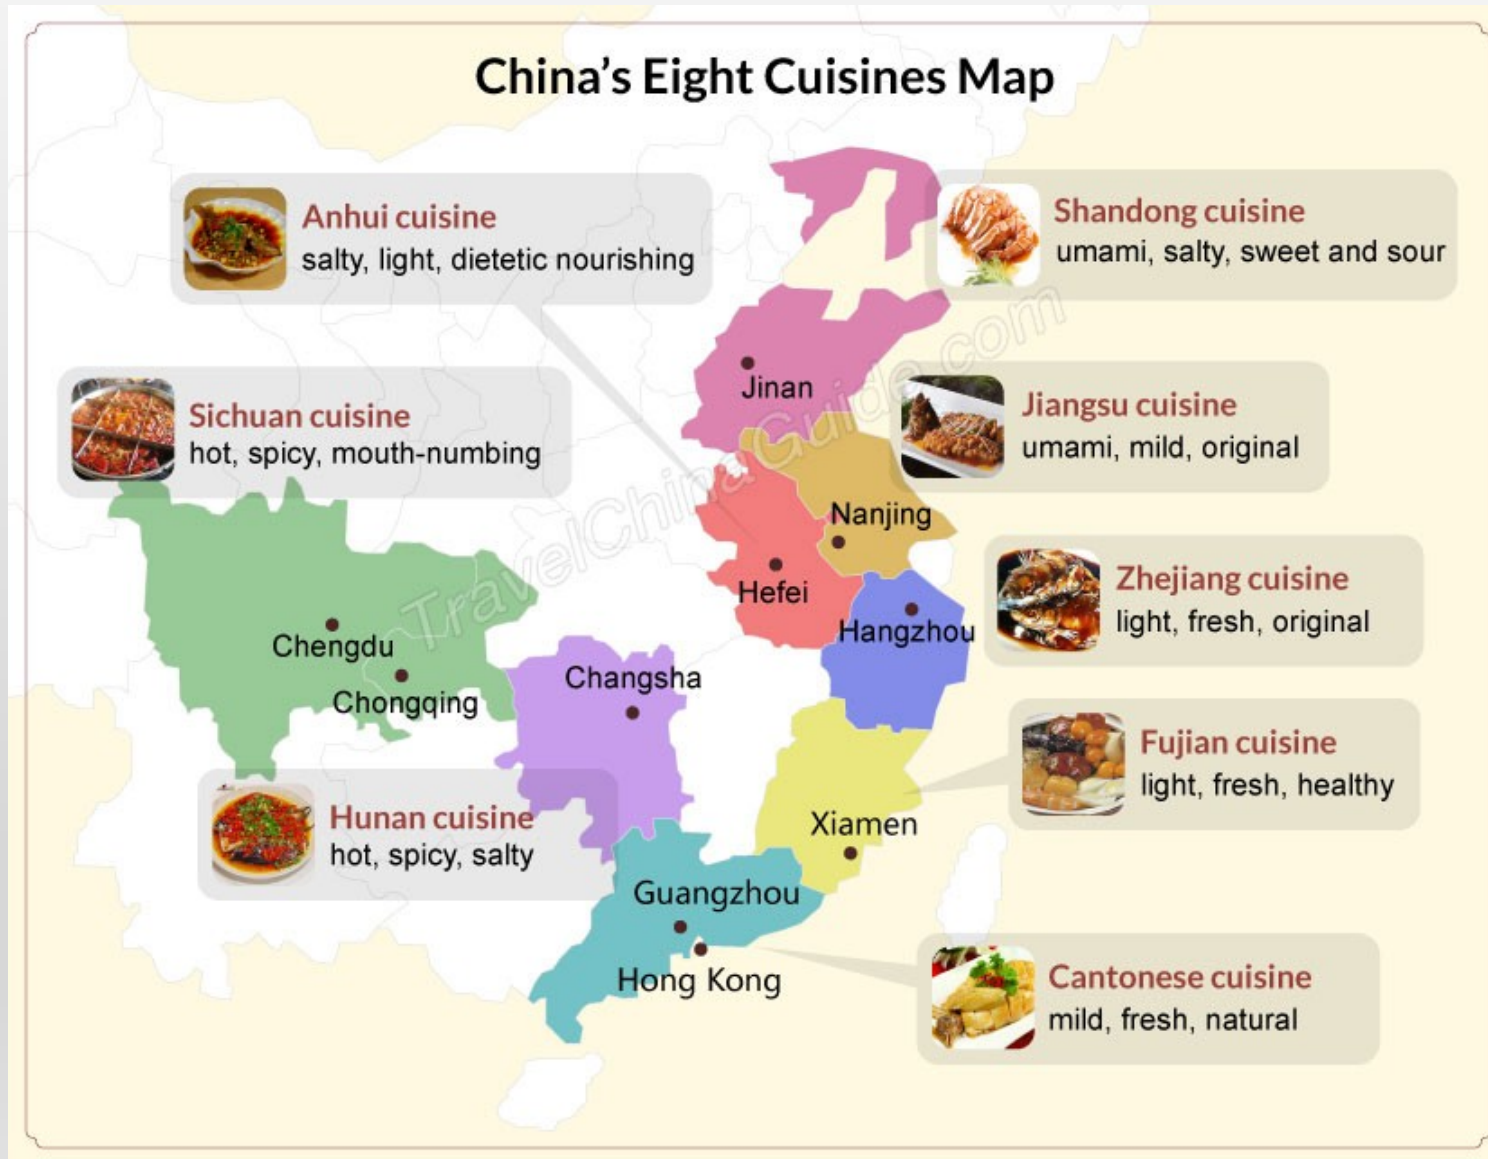 China's Eight Cuisines Map
Anhui cuisine
salty, light, dietetic nourishing
Shandong cuisine
umami, salty, sweet and sour
Jinan
Sichuan cuisine
hot, spicy, mouth-numbing
Jiangsu cuisine
umami, mild, original
TravelChinaGuide.com
Nanjing
Hefei
Zhejiang cuisine
light, fresh, original
Hangzhou
Chengdu
Chongqing
Changsha
Fujian cuisine
light, fresh, healthy
Xiamen
Hunan cuisine
hot, spicy, salty
Guangzhou
Hong Kong
Cantonese cuisine
mild, fresh, natural